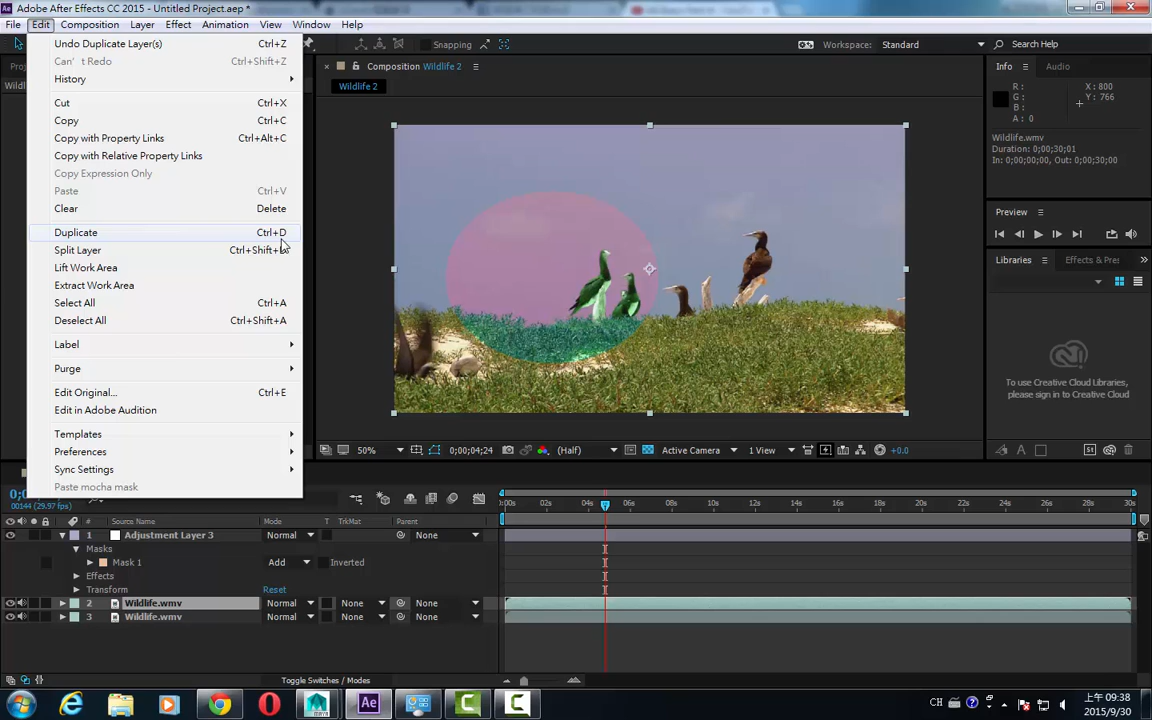 Adobe After Effects CC 2015 - Untitled Project.aep *
File Edit Composition Layer Effect Animation View Window Help
Snapping
Workspace: Standard
Search Help
Undo Duplicate Layer(s) Ctrl+Z
Can't Redo Ctrl+Shift+Z
History
Cut Ctrl+X
Copy Ctrl+C
Copy with Property Links Ctrl+Alt+C
Copy with Relative Property Links
Copy Expression Only
Paste Ctrl+V
Clear Delete
Duplicate Ctrl+D
Split Layer Ctrl+Shift+
Lift Work Area
Extract Work Area
Select All Ctrl+A
Deselect All Ctrl+Shift+A
Label
Purge
Edit Original... Ctrl+E
Edit in Adobe Audition
Templates
Preferences
Sync Settings
Paste mocha mask
Composition Wildlife 2
Wildlife 2
50% 0;00;04;24 (Half) Active Camera 1 View +0.0
Info Audio
R :
G :
B :
A : 0
X : 800
Y : 766
Wildlife.wmv
Duration: 0;00;30;01
In: 0;00;00;00, Out: 0;00;30;00
Preview
Libraries Effects & Pres
To use Creative Cloud Libraries,
please sign in to Creative Cloud
00144 (29.97 fps)
# Source Name Mode T TrkMat Parent
1 Adjustment Layer 3 Normal None
Masks
Mask 1 Add Inverted
Effects
Transform Reset
2 Wildlife.wmv Normal None None
3 Wildlife.wmv Normal None None
:00s 02s 04s 06s 08s 10s 12s 14s 16s 18s 20s 22s 24s 26s 28s 30s
Toggle Switches / Modes
CH
上午 09:38
2015/9/30